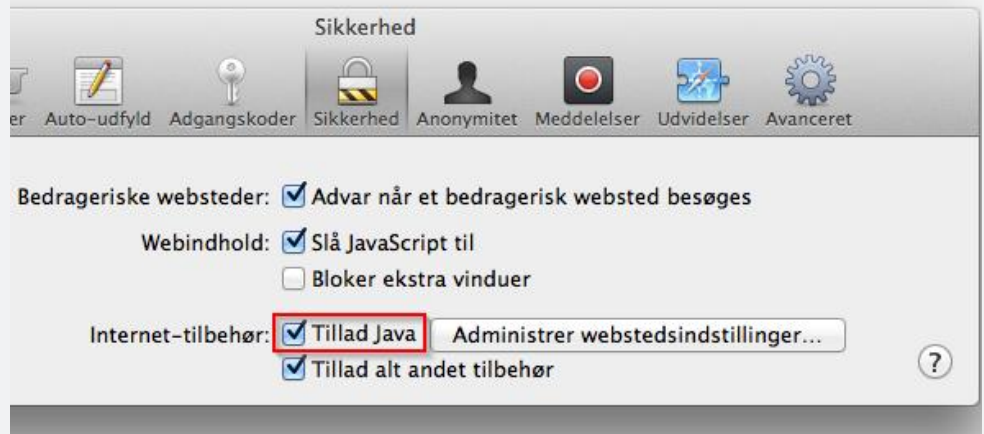 Sikkerhed
er Auto-udfyld Adgangskoder Sikkerhed Anonymitet Meddelelser Udvidelser Avanceret
Bedrageriske websteder: Advar når et bedragerisk websted besøges
Webindhold: Slå JavaScript til
Bloker ekstra vinduer
Internet-tilbehør: Tillad Java Administrer webstedsindstillinger...
Tillad alt andet tilbehør
?